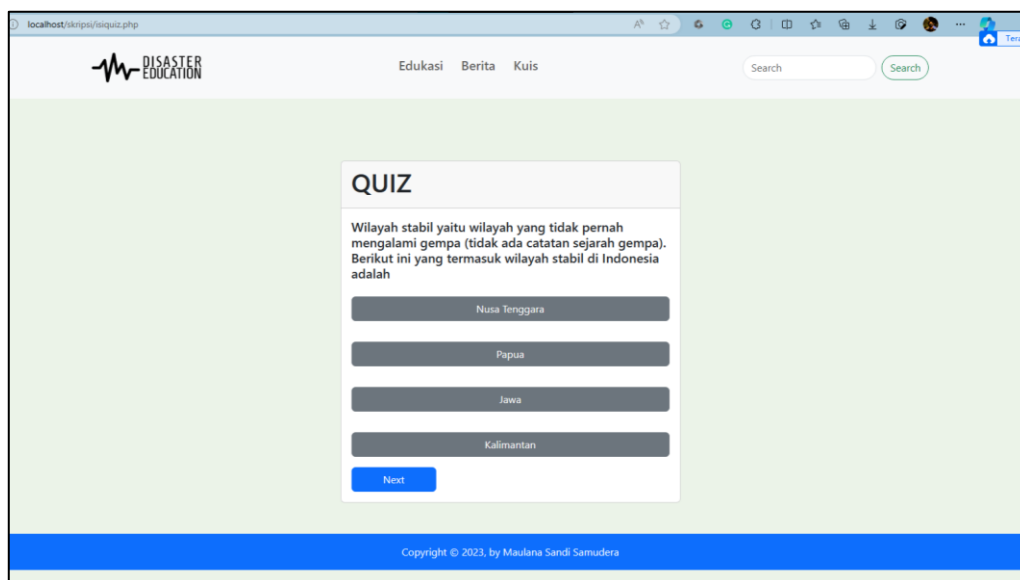 localhost/skripsi/isiquiz.php
Tera
DISASTER
EDUCATION
Edukasi Berita Kuis
Search
Search
QUIZ
Wilayah stabil yaitu wilayah yang tidak pernah
mengalami gempa (tidak ada catatan sejarah gempa).
Berikut ini yang termasuk wilayah stabil di Indonesia
adalah
Nusa Tenggara
Papua
Jawa
Kalimantan
Next
Copyright © 2023, by Maulana Sandi Samudera